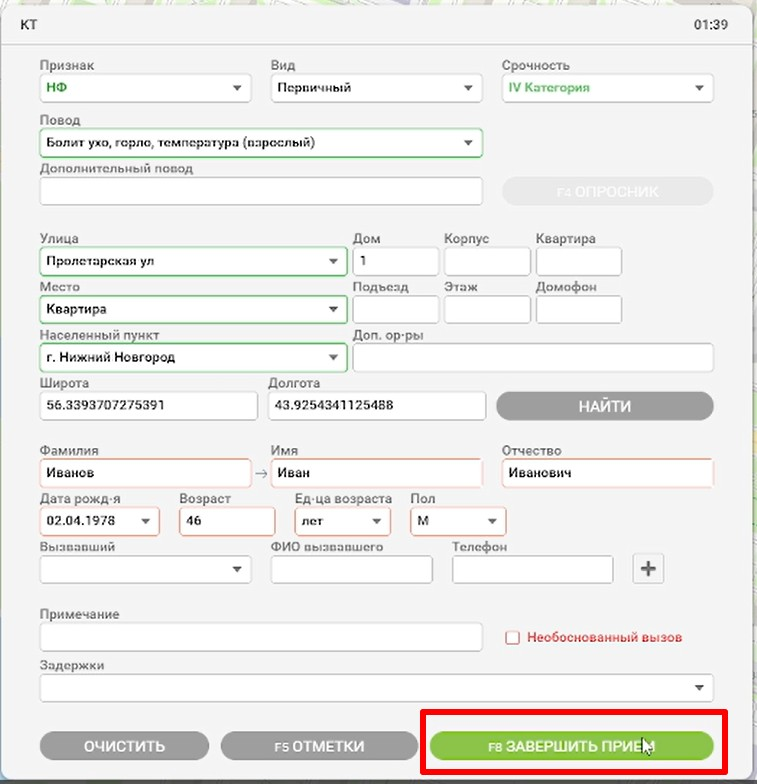 КТ 01:39
Признак Вид Срочность
НФ Первичный IV Категория
Повод
Болит ухо, горло, температура (взрослый)
Дополнительный повод
F4 ОПРОСНИК
Улица Дом Корпус Квартира
Пролетарская ул 1
Место Подъезд Этаж Домофон
Квартира
Населенный пункт Доп. ор-ры
г. Нижний Новгород
Широта Долгота
56.3393707275391 43.9254341125488 НАЙТИ
Фамилия Имя Отчество
Иванов → Иван Иванович
Дата рожд-я Возраст Ед-ца возраста Пол
02.04.1978 46 лет М
Вызвавший ФИО вызвавшего Телефон
Примечание
Необоснованный вызов
Задержки
ОЧИСТИТЬ F5 ОТМЕТКИ F8 ЗАВЕРШИТЬ ПРИЕМ